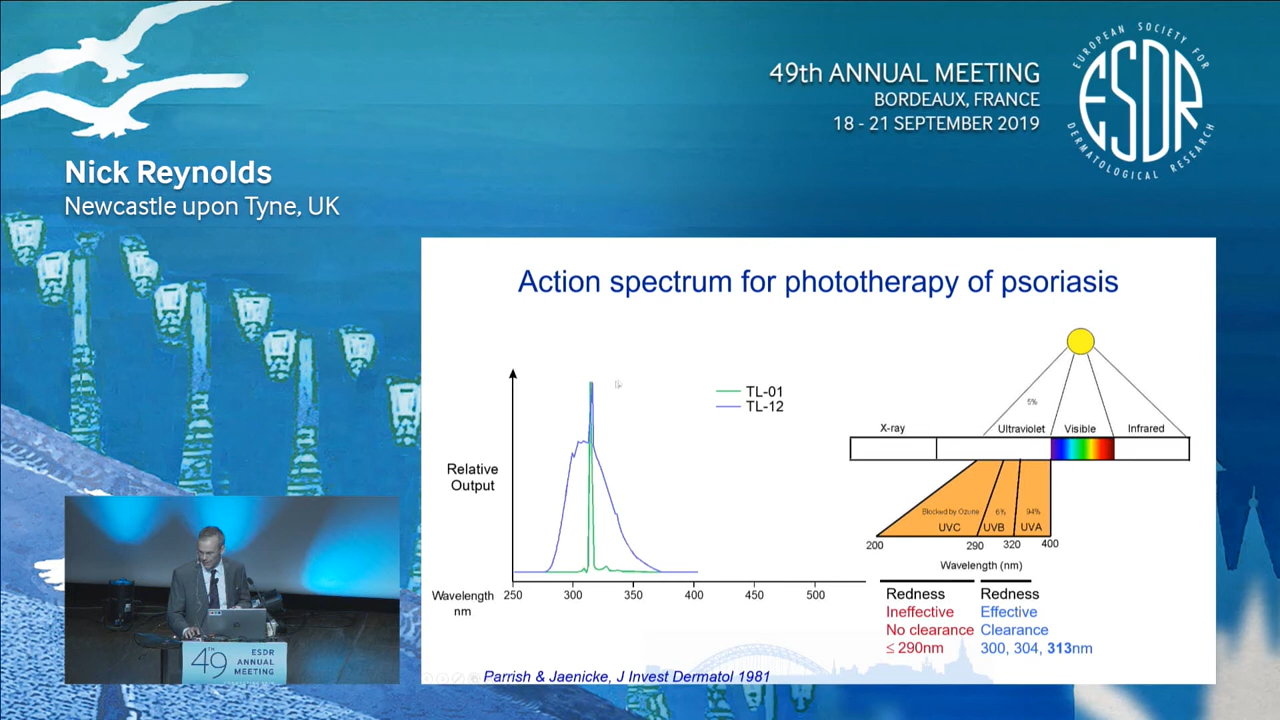 49th ANNUAL MEETING
BORDEAUX, FRANCE
18 - 21 SEPTEMBER 2019
EUROPEAN SOCIETY FOR
ESDR
DERMATOLOGICAL RESEARCH
Nick Reynolds
Newcastle upon Tyne, UK
Action spectrum for phototherapy of psoriasis
TL-01
TL-12
Relative
Output
Wavelength
nm
250 300 350 400 450 500
5%
X-ray Ultraviolet Visible Infrared
Blocked by Ozone 6% 94%
UVC UVB UVA
200 290 320 400
Wavelength (nm)
Redness Redness
Ineffective Effective
No clearance Clearance
≤ 290nm 300, 304, 313nm
Parrish & Jaenicke, J Invest Dermatol 1981
49TH ESDR
ANNUAL
MEETING